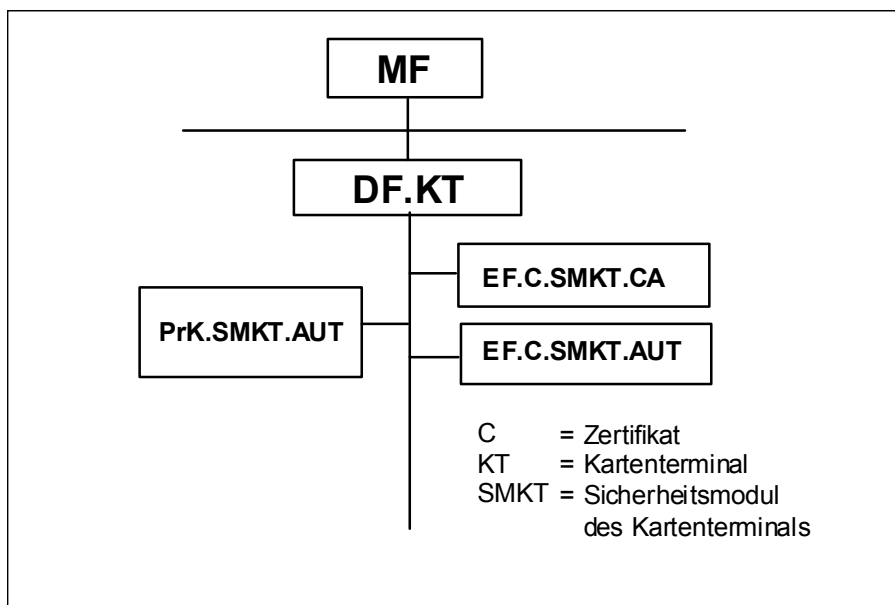 MF
DF.KT
EF.C.SMKT.CA
PrK.SMKT.AUT
EF.C.SMKT.AUT
C = Zertifikat
KT = Kartenterminal
SMKT = Sicherheitsmodul
des Kartenterminals